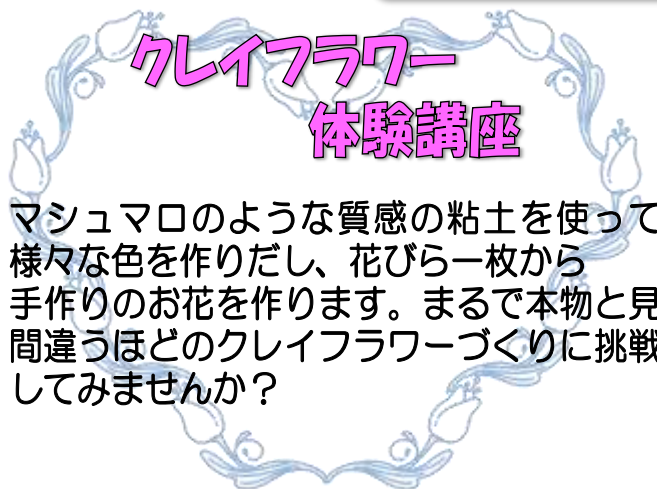 クレイフラワー
体験講座
マシュマロのような質感の粘土を使って
様々な色を作りだし、花びら一枚から
手作りのお花を作ります。まるで本物と見
間違うほどのクレイフラワーづくりに挑戦
してみませんか？